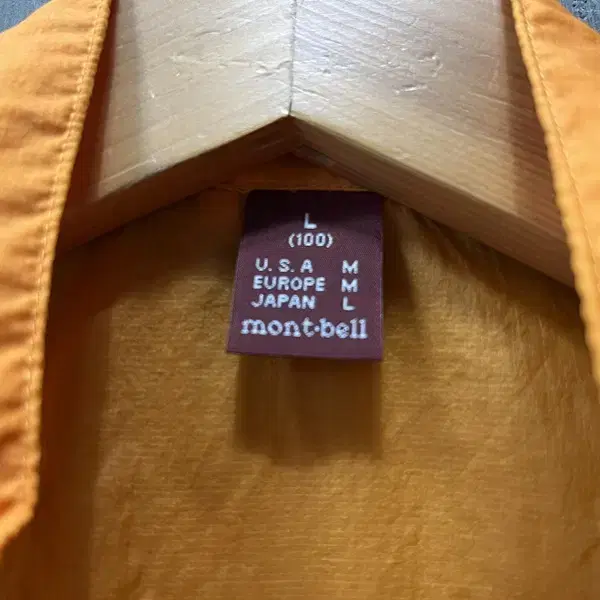 L
(100)
U.S.A M
EUROPE M
JAPAN L
mont·bell